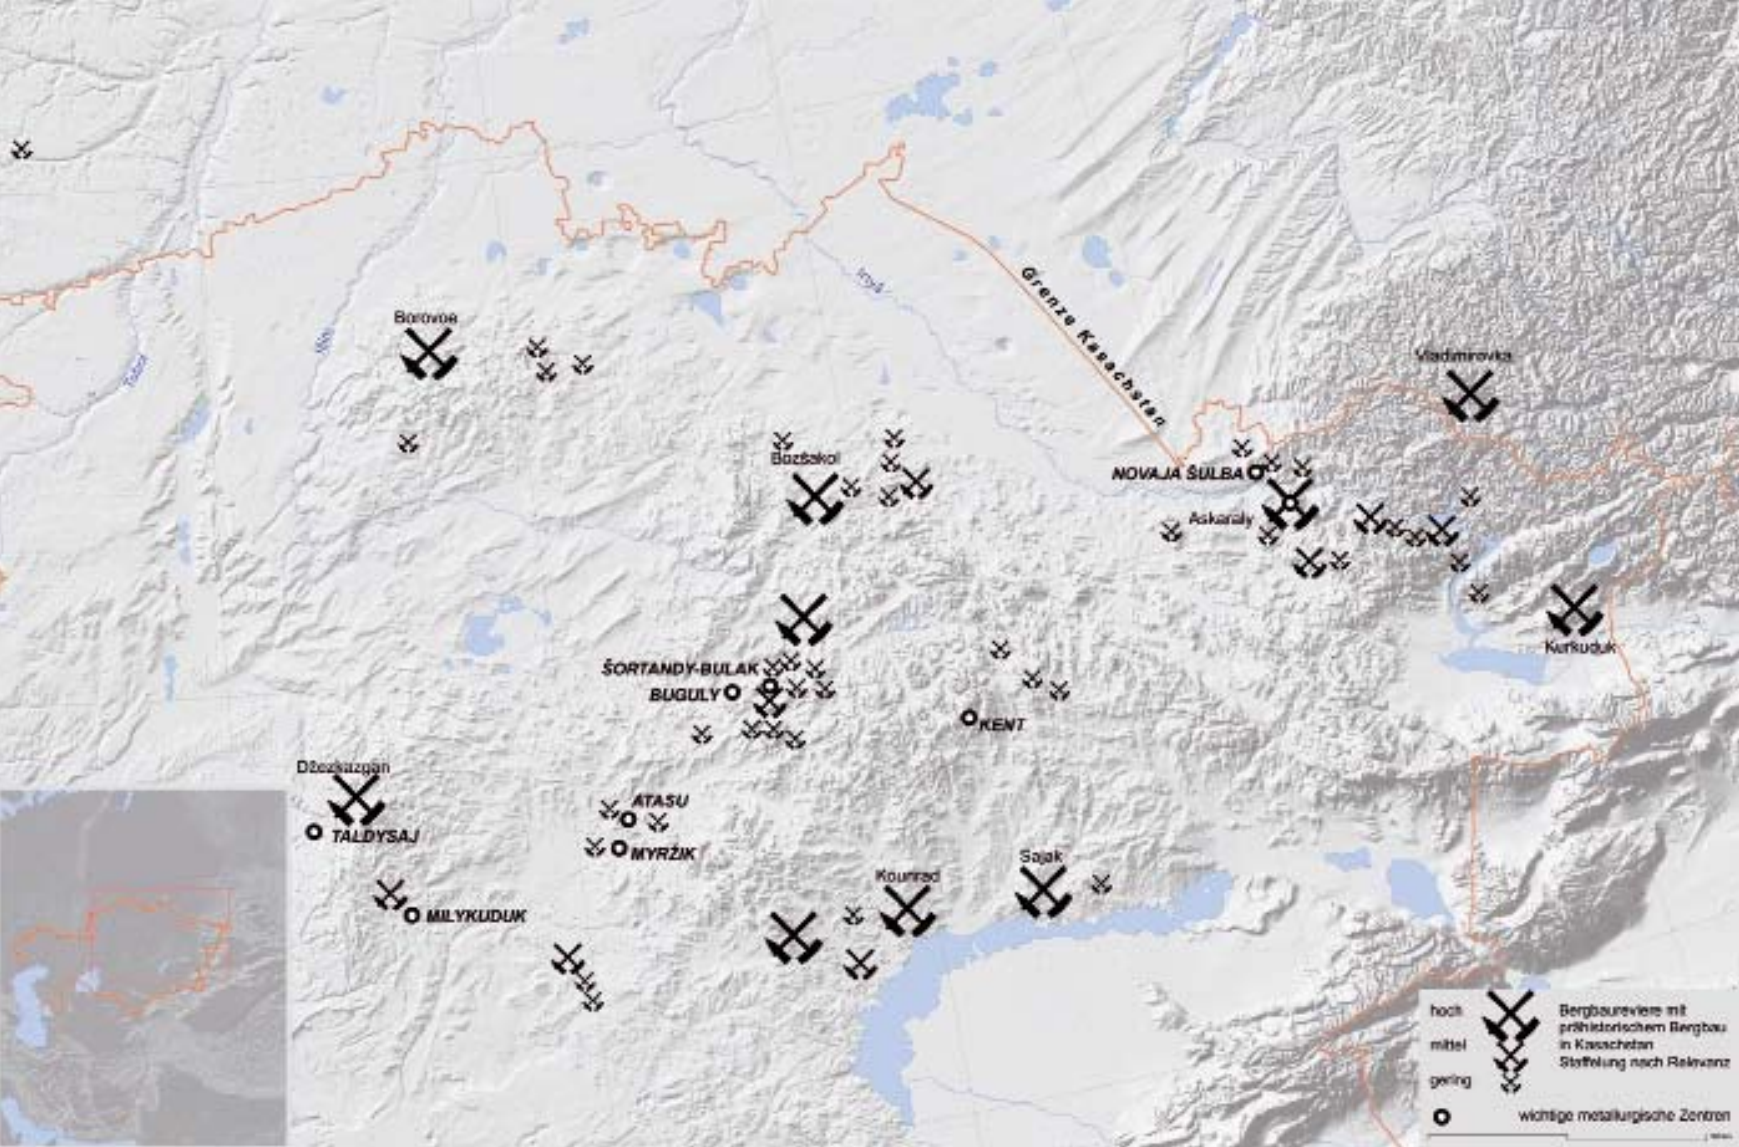 Grenze Kasachstan
Irtyš
Borovoe
Tobol
Išim
Vladimirovka
Bozšakol
NOVAJA ŠULBA
Askaraly
Kurkuduk
ŠORTANDY-BULAK
BUGULY
KENT
Džezkazgan
TALDYSAJ
ATASU
MYRŽIK
MILYKUDUK
Kounrad
Sajak
hoch
mittel
gering
Bergbaureviere mit
prähistorischem Bergbau
in Kasachstan
Staffelung nach Relevanz
wichtige metallurgische Zentren